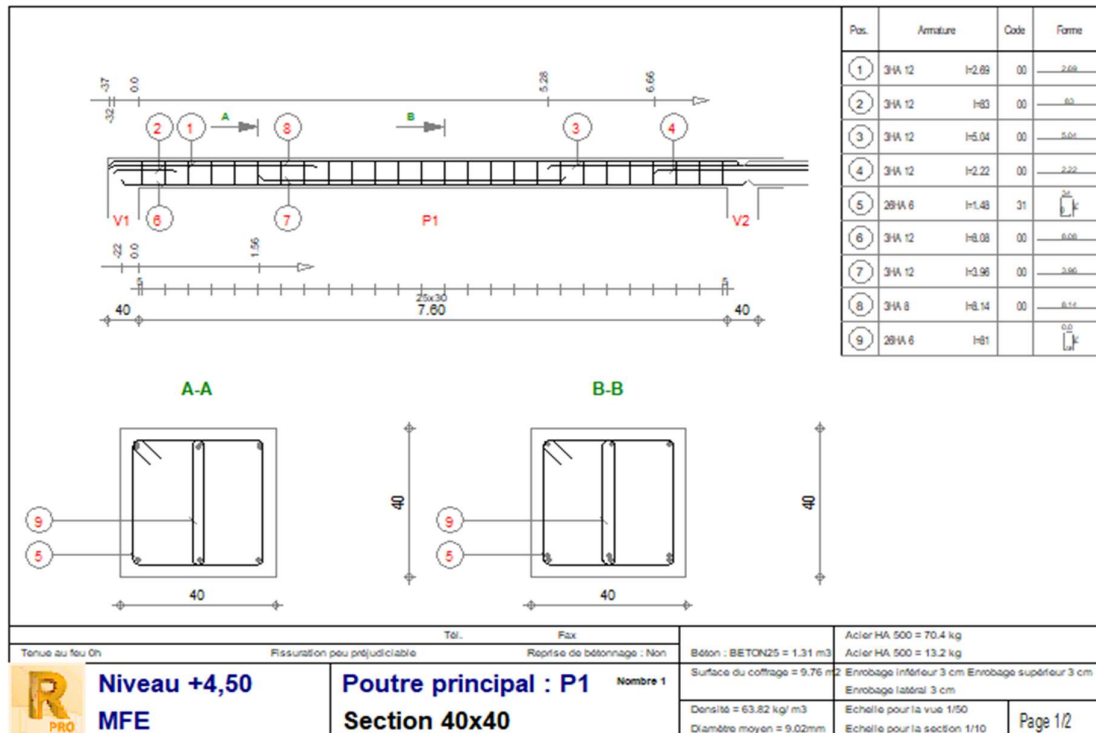 Pos. Armature Code Forme
1 3HA 12 l=2.69 00 2.69
2 3HA 12 l=83 00 83
3 3HA 12 l=5.04 00 5.04
4 3HA 12 l=2.22 00 2.22
5 26HA 6 l=1.48 31 34
6 3HA 12 l=8.08 00 8.08
7 3HA 12 l=3.96 00 3.96
8 3HA 8 l=8.14 00 8.14
9 26HA 6 l=81
-37 -32 0.0 5.28 6.66
A B
2 1 8 3 4
V1 6 7 P1 V2
-22 0.0 1.56
5 25x30 5
40 7.60 40
A-A B-B
40 40
9 9
5 5
40 40
Tél. Fax
Tenue au feu 0h Fissuration peu préjudiciable Reprise de bétonnage : Non
Béton : BETON25 = 1.31 m3
Acier HA 500 = 70.4 kg
Acier HA 500 = 13.2 kg
Surface du coffrage = 9.76 m2
Enrobage inférieur 3 cm Enrobage supérieur 3 cm
Enrobage latéral 3 cm
Densité = 63.82 kg/ m3
Diamètre moyen = 9.02mm
Echelle pour la vue 1/50
Echelle pour la section 1/10
Page 1/2
R
PRO
Niveau +4,50
MFE
Poutre principal : P1 Nombre 1
Section 40x40